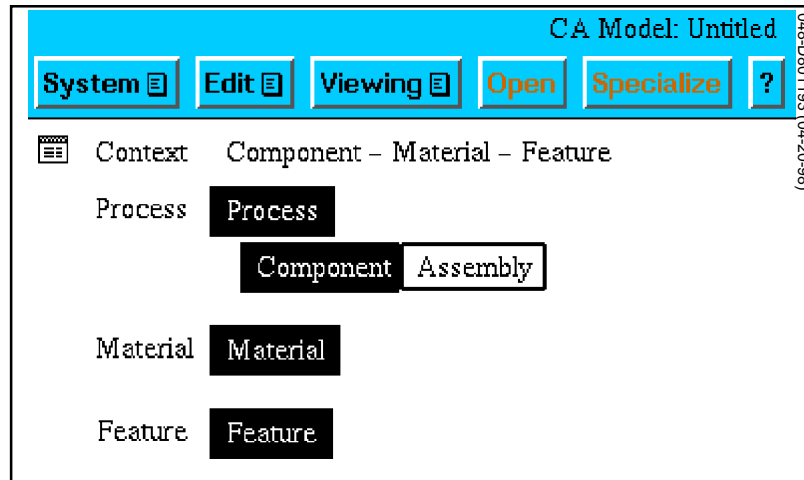 CA Model: Untitled
System Edit Viewing Open Specialize ?
Context Component – Material – Feature
Process Process
Component Assembly
Material Material
Feature Feature